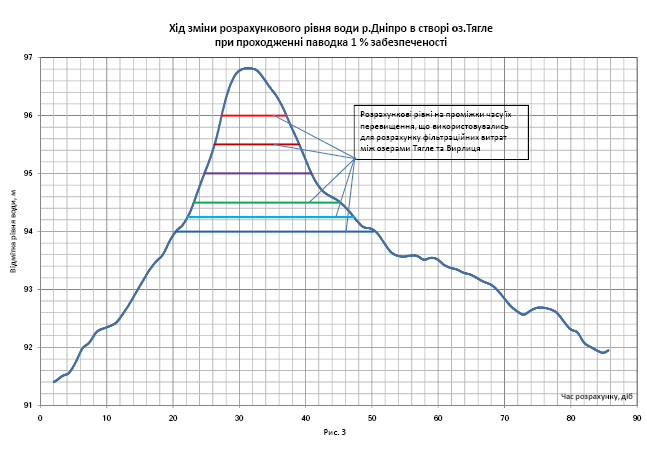 Хід зміни розрахункового рівня води р.Дніпро в створі оз.Тягле
при проходженні паводка 1 % забезпеченості
97
96
95
94
93
92
91
Відмітка рівня води, м
Розрахункові рівні на проміжки часу їх
перевищення, що використовувались
для розрахунку фільтраційних витрат
між озерами Тягле та Вирлиця
Час розрахунку, діб
0 10 20 30 40 50 60 70 80 90
Рис. 3